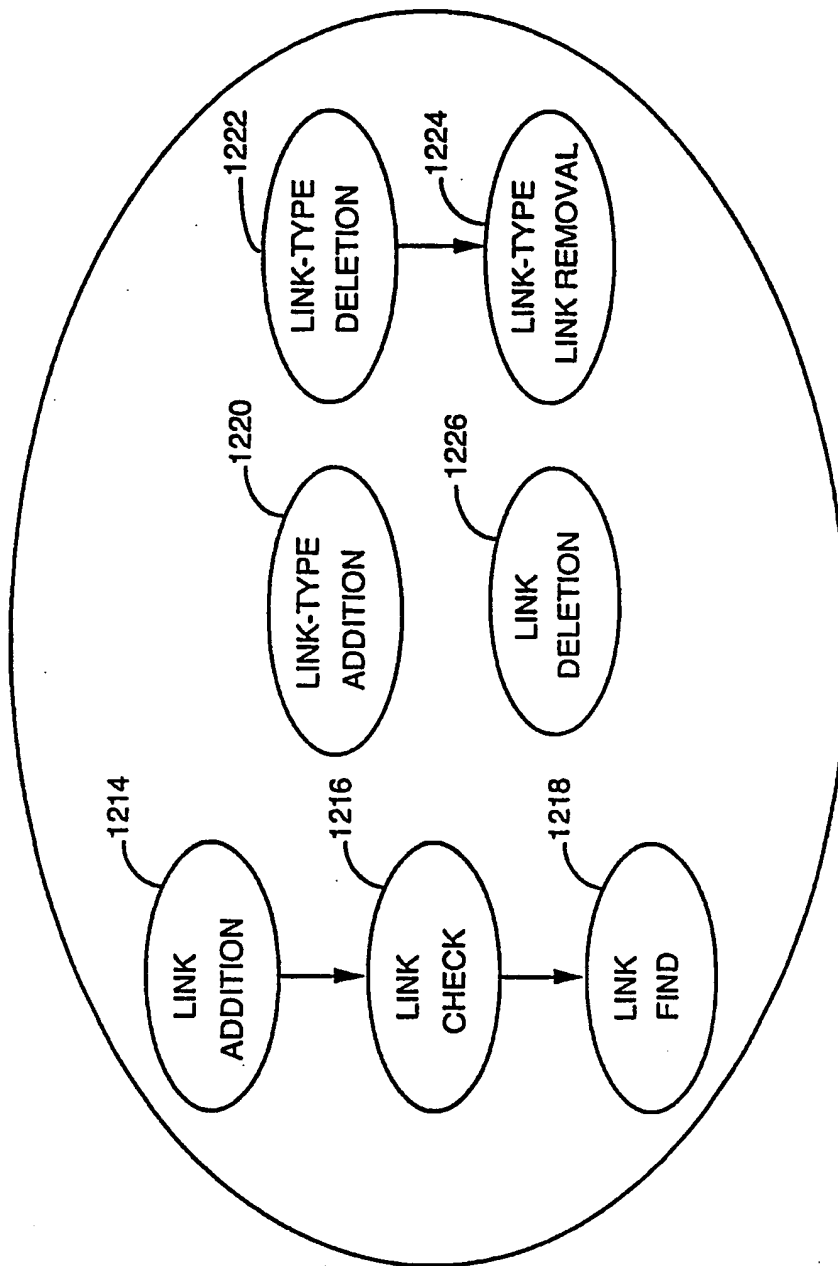 1214
LINK
ADDITION
1216
LINK
CHECK
1218
LINK
FIND
1220
LINK-TYPE
ADDITION
1226
LINK
DELETION
1222
LINK-TYPE
DELETION
1224
LINK-TYPE
LINK REMOVAL